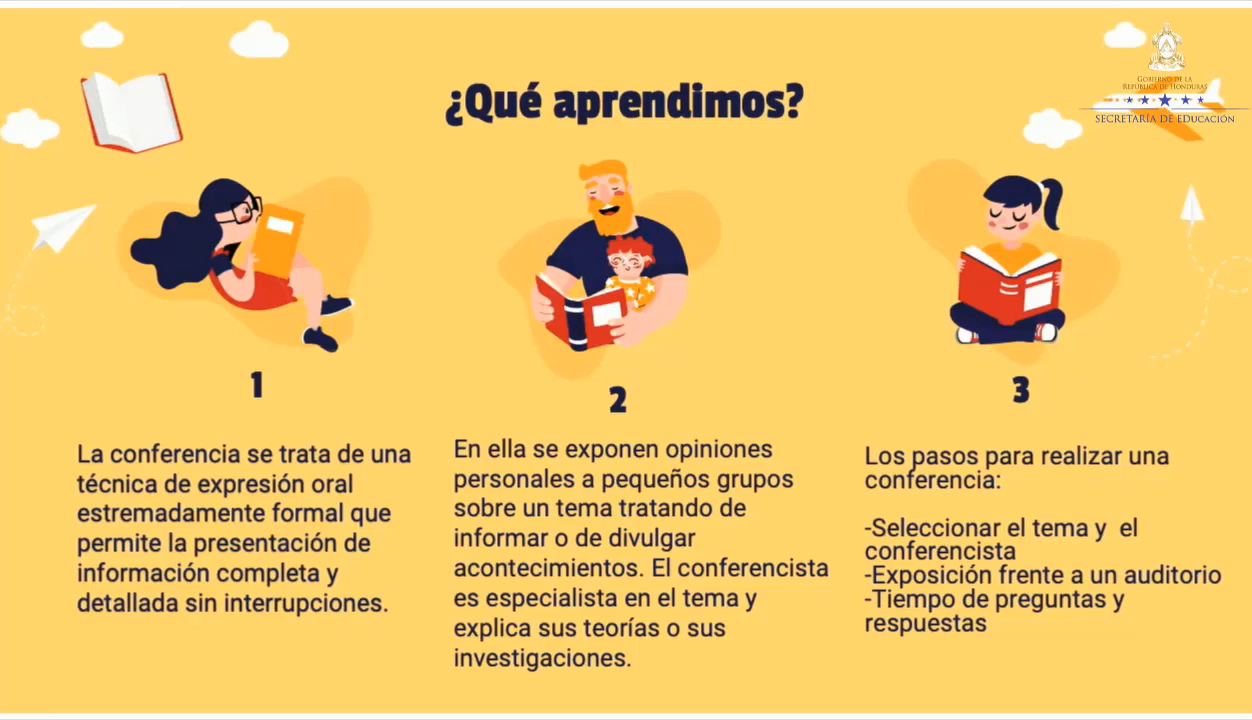 ¿Qué aprendimos?
GOBIERNO DE LA
REPÚBLICA DE HONDURAS
SECRETARÍA DE EDUCACIÓN
1
La conferencia se trata de una
técnica de expresión oral
estremadamente formal que
permite la presentación de
información completa y
detallada sin interrupciones.
2
En ella se exponen opiniones
personales a pequeños grupos
sobre un tema tratando de
informar o de divulgar
acontecimientos. El conferencista
es especialista en el tema y
explica sus teorías o sus
investigaciones.
3
Los pasos para realizar una
conferencia:
-Seleccionar el tema y  el
conferencista
-Exposición frente a un auditorio
-Tiempo de preguntas y
respuestas